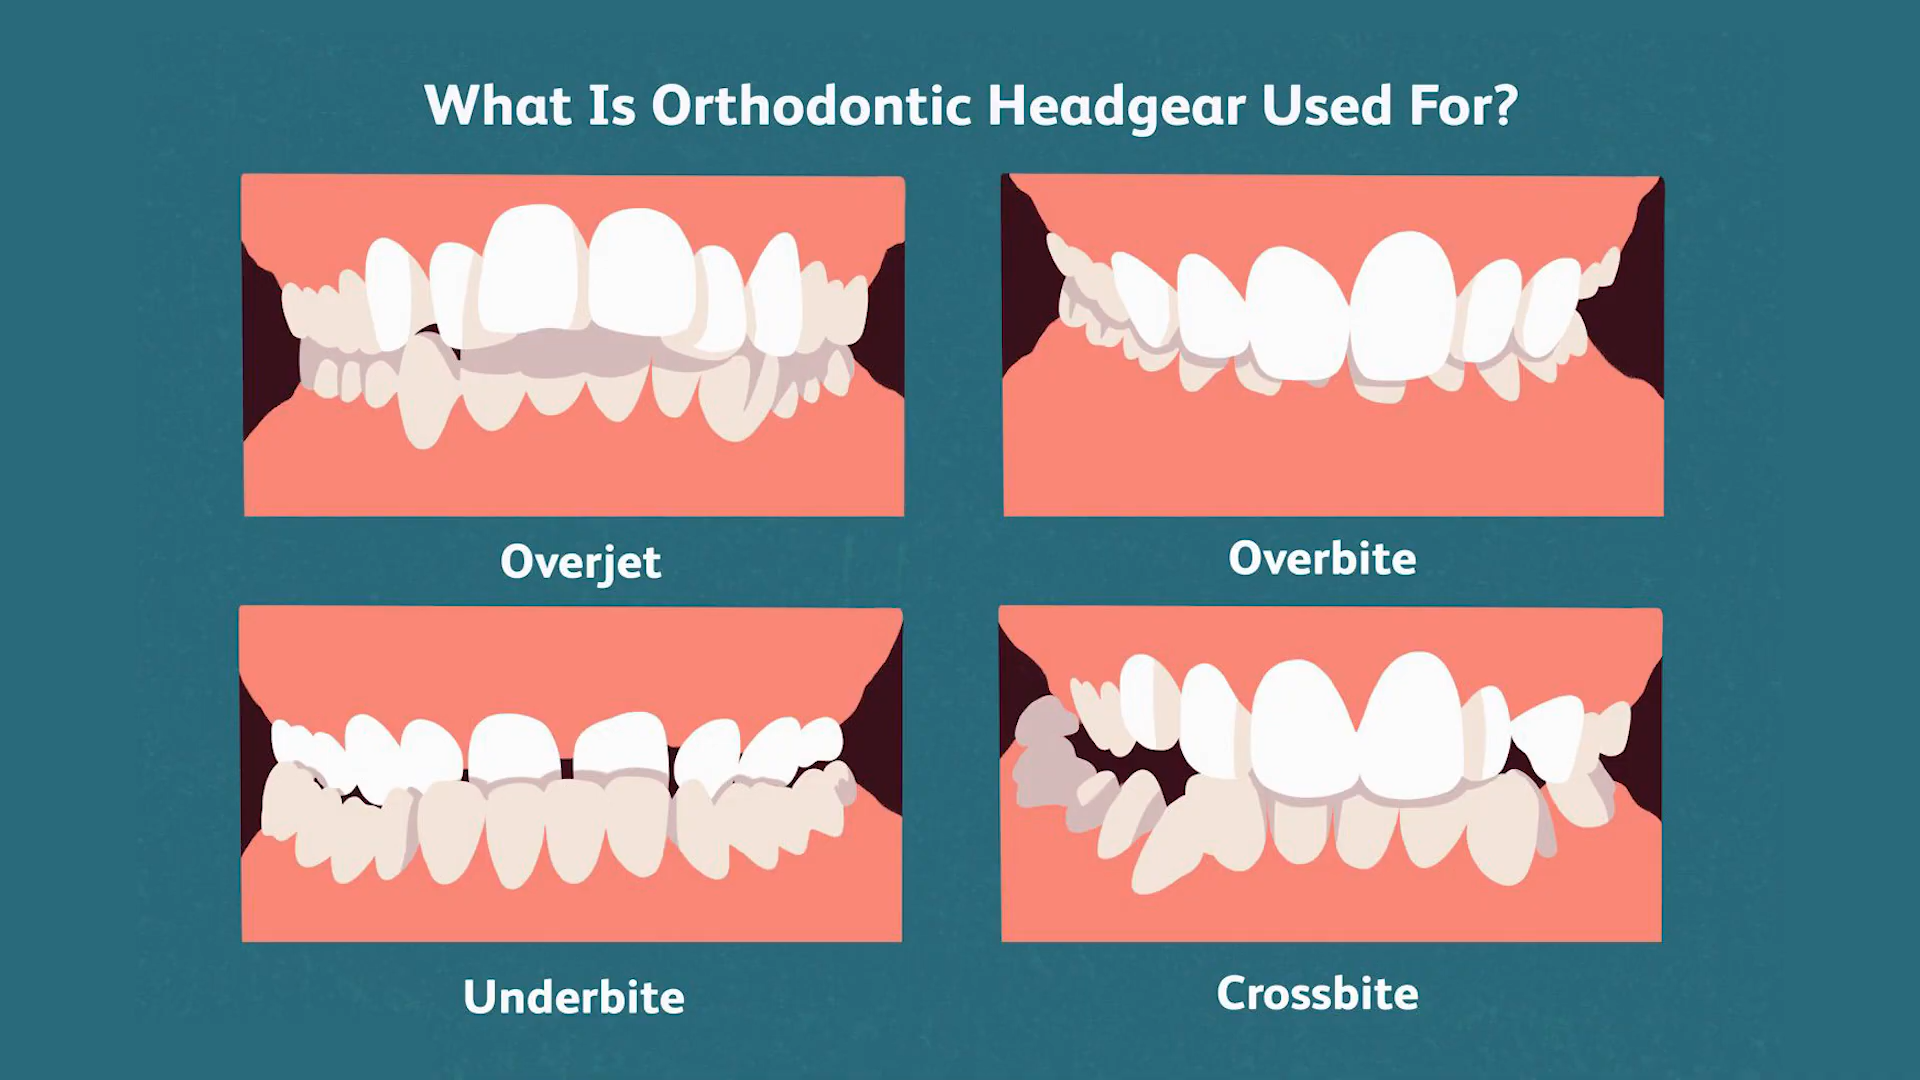 What Is Orthodontic Headgear Used For?
Overjet
Overbite
Underbite
Crossbite